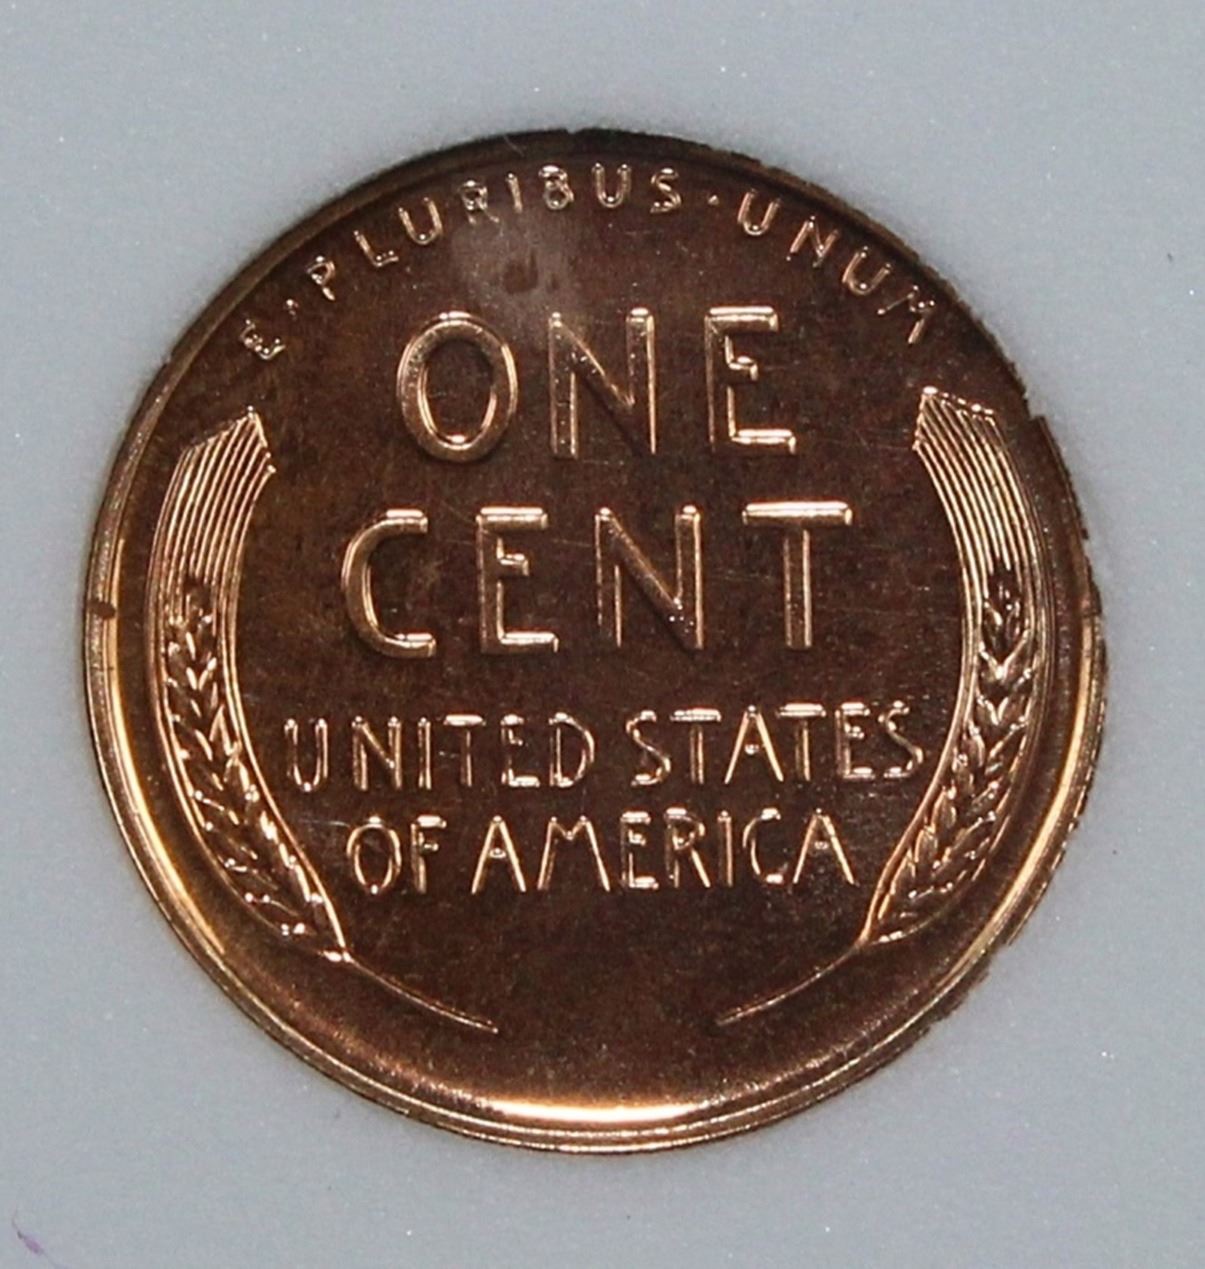 E·PLURIBUS·UNUM
ONE
CENT
UNITED STATES
OF AMERICA